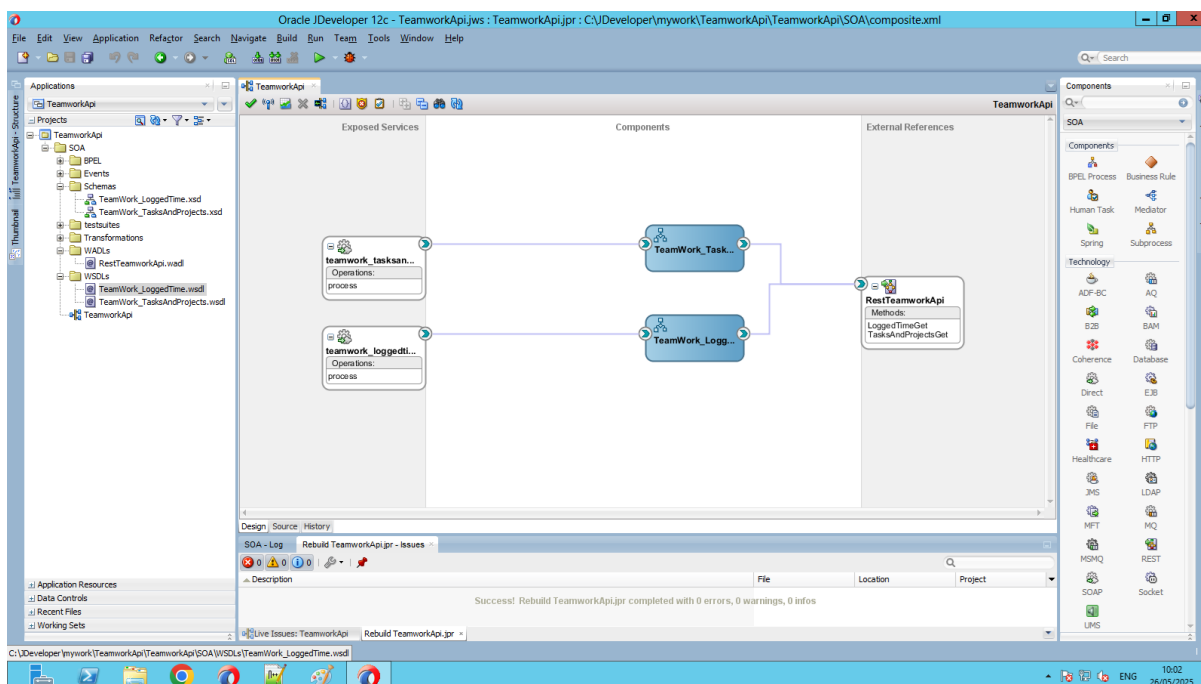 Oracle JDeveloper 12c - TeamworkApi.jws : TeamworkApi.jpr : C:\JDeveloper\mywork\TeamworkApi\TeamworkApi\SOA\composite.xml
File Edit View Application Refactor Search Navigate Build Run Team Tools Window Help
Search
Applications
TeamworkApi
Projects
TeamworkApi
SOA
BPEL
Events
Schemas
TeamWork_LoggedTime.xsd
TeamWork_TasksAndProjects.xsd
testsuites
Transformations
WADLs
RestTeamworkApi.wadl
WSDLs
TeamWork_LoggedTime.wsdl
TeamWork_TasksAndProjects.wsdl
TeamworkApi
Application Resources
Data Controls
Recent Files
Working Sets
TeamworkApi - Structure
Thumbnail
TeamworkApi
TeamworkApi
Exposed Services Components External References
teamwork_tasksan...
Operations:
process
teamwork_loggedti...
Operations:
process
TeamWork_Task...
TeamWork_Logg...
RestTeamworkApi
Methods:
LoggedTimeGet
TasksAndProjectsGet
Design Source History
SOA - Log Rebuild TeamworkApi.jpr - Issues
0 0 0
Description File Location Project
Success! Rebuild TeamworkApi.jpr completed with 0 errors, 0 warnings, 0 infos
Live Issues: TeamworkApi Rebuild TeamworkApi.jpr
Components
SOA
Components
BPEL Process Business Rule
Human Task Mediator
Spring Subprocess
Technology
ADF-BC AQ
B2B BAM
Coherence Database
Direct EJB
File FTP
Healthcare HTTP
JMS LDAP
MFT MQ
MSMQ REST
SOAP Socket
UMS
C:\JDeveloper\mywork\TeamworkApi\TeamworkApi\SOA\WSDLs\TeamWork_LoggedTime.wsdl
ENG
10:02
26/05/2025